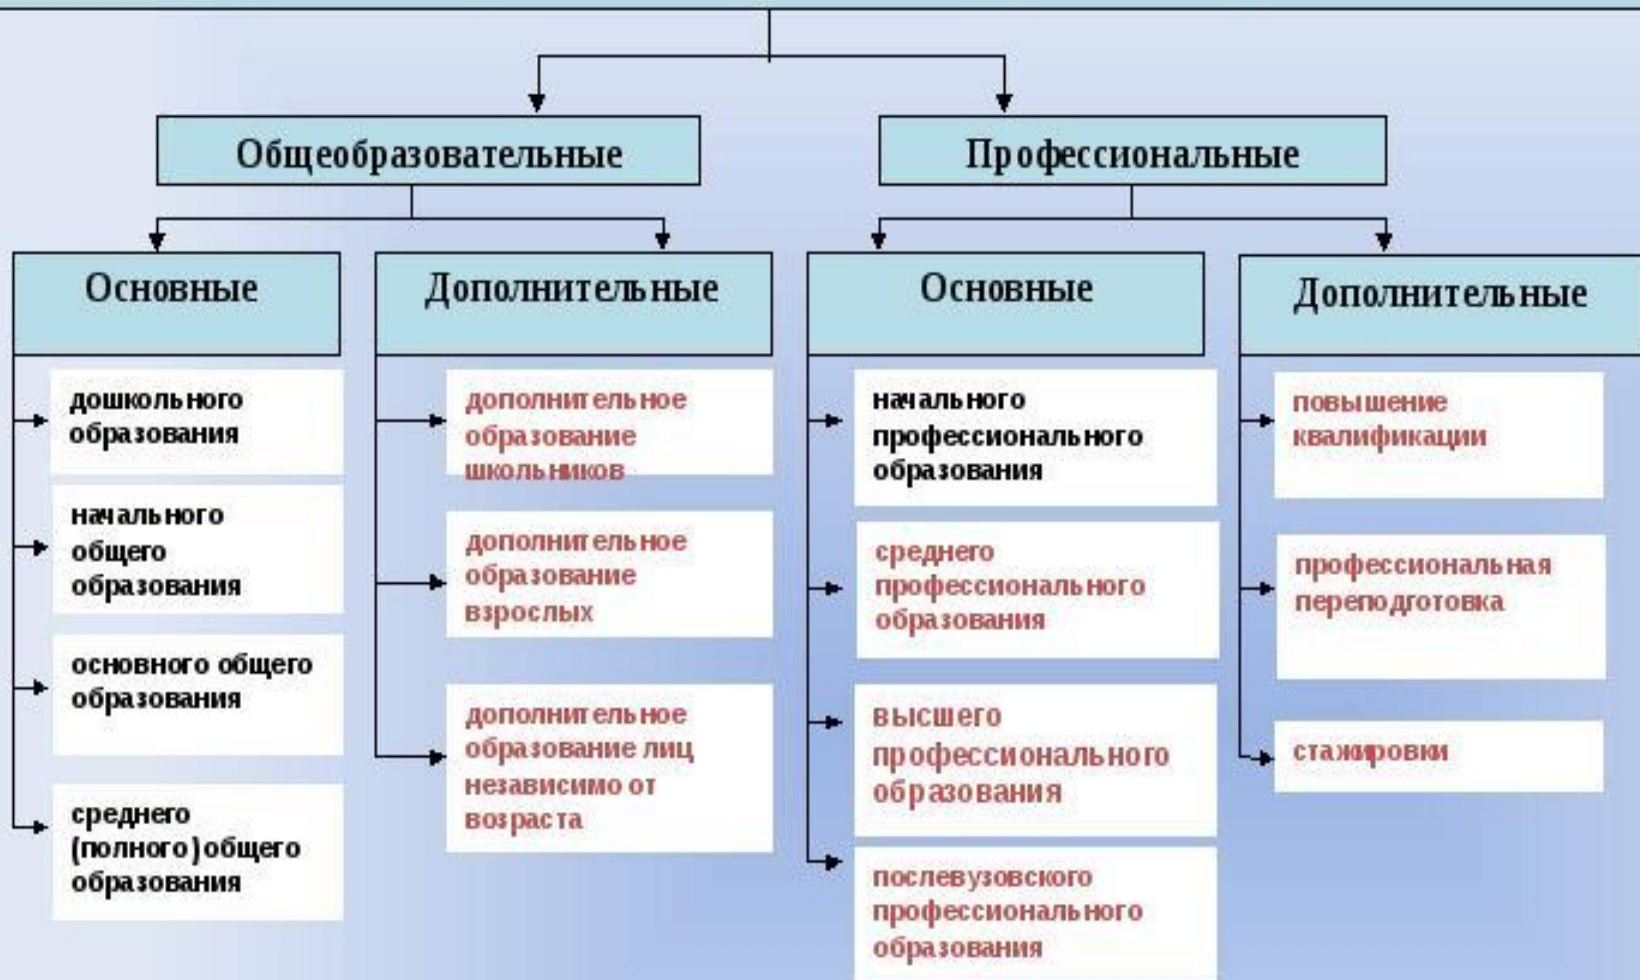 Общеобразовательные
Профессиональные
Основные
Дополнительные
Основные
Дополнительные
дошкольного
образования
начального
общего
образования
основного общего
образования
среднего
(полного) общего
образования
дополнительное
образование
школьников
дополнительное
образование
взрослых
дополнительное
образование лиц
независимо от
возраста
начального
профессионального
образования
среднего
профессионального
образования
высшего
профессионального
образования
послевузовского
профессионального
образования
повышение
квалификации
профессиональная
переподготовка
стажировки